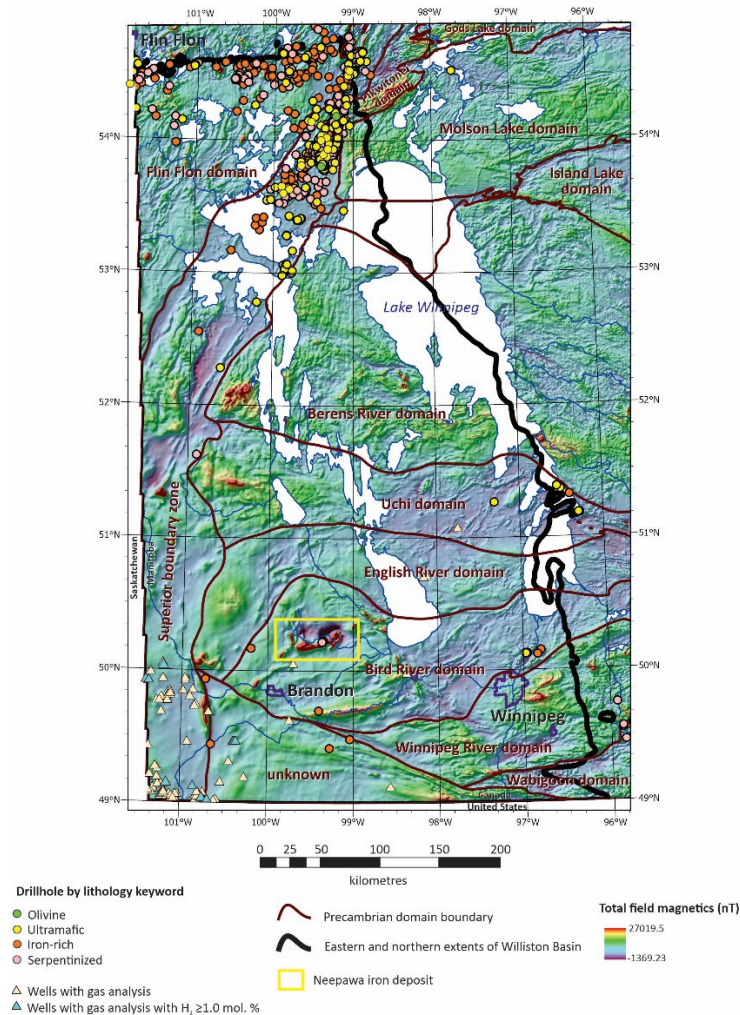 101°W 100°W 99°W 98°W 97°W 96°W
Gods Lake domain
Flin Flon
Pikwitonei
domain
54°N 54°N
Molson Lake domain
Flin Flon domain
Island Lake
domain
53°N 53°N
Lake Winnipeg
52°N 52°N
Berens River domain
Uchi domain
51°N 51°N
Saskatchewan
Manitoba
Superior boundary zone
English River domain
50°N 50°N
Bird River domain
Brandon
Winnipeg
Winnipeg River domain
unknown
Wabigoon domain
49°N 49°N
Canada
United States
101°W 100°W 99°W 98°W 97°W 96°W
0 25 50 100 150 200
kilometres
Drillhole by lithology keyword
Olivine
Ultramafic
Iron-rich
Serpentinized
Wells with gas analysis
Wells with gas analysis with H₂ ≥1.0 mol. %
Precambrian domain boundary
Eastern and northern extents of Williston Basin
Neepawa iron deposit
Total field magnetics (nT)
27019.5
-1369.23